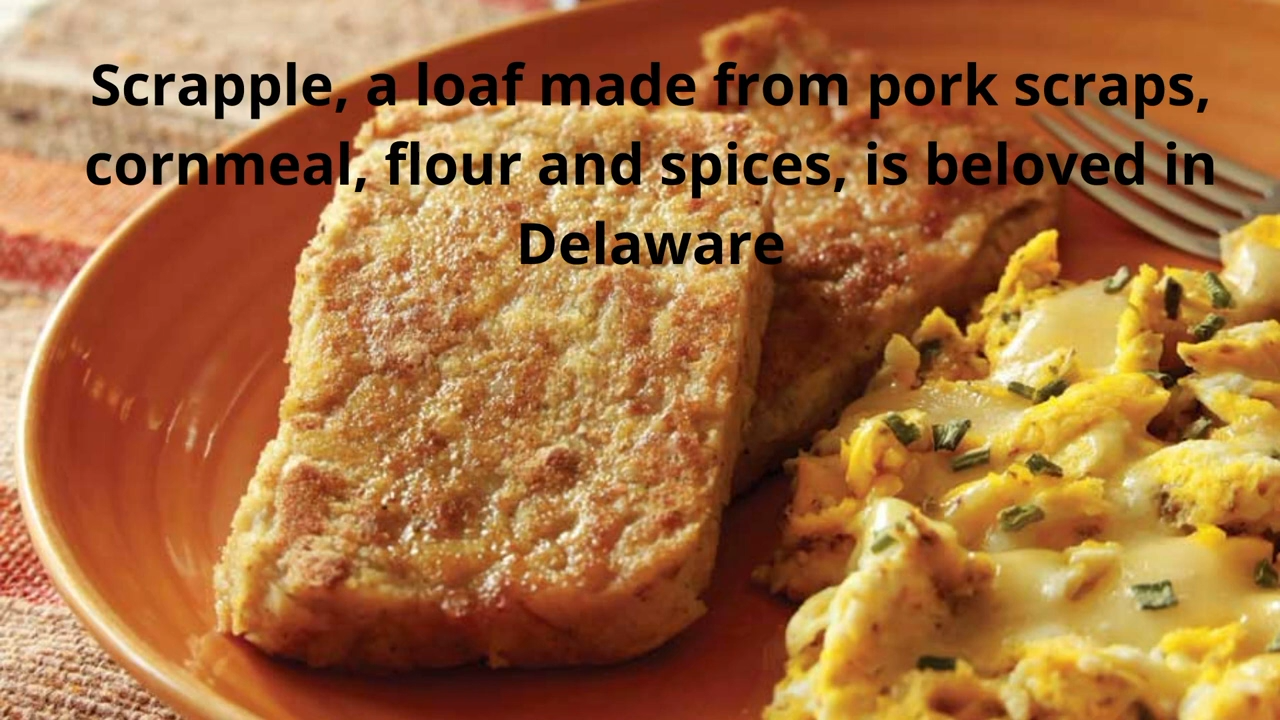 Scrapple, a loaf made from pork scraps,
cornmeal, flour and spices, is beloved in
Delaware